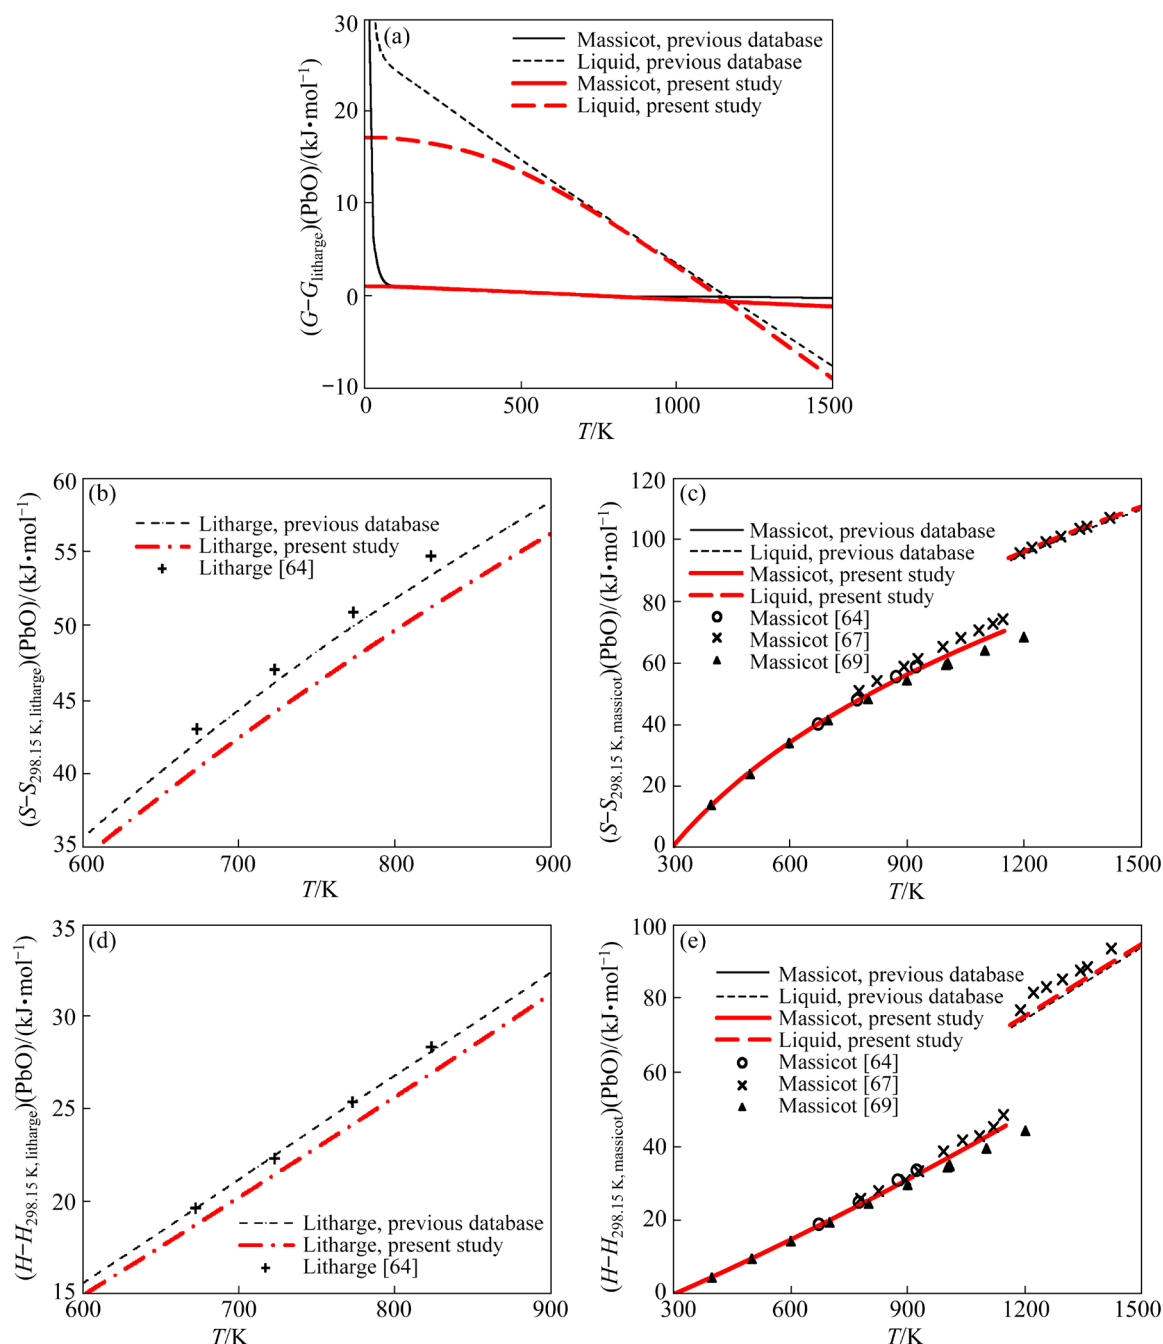 (a)
Massicot, previous database
Liquid, previous database
Massicot, present study
Liquid, present study
(G−G_litharge)(PbO)/(kJ•mol⁻¹)
30
20
10
0
−10
0 500 1000 1500
T/K
(b)
Litharge, previous database
Litharge, present study
Litharge [64]
(S−S_298.15 K, litharge)(PbO)/(kJ•mol⁻¹)
60
55
50
45
40
35
600 700 800 900
T/K
(c)
Massicot, previous database
Liquid, previous database
Massicot, present study
Liquid, present study
Massicot [64]
Massicot [67]
Massicot [69]
(S−S_298.15 K, massicot)(PbO)/(kJ•mol⁻¹)
120
100
80
60
40
20
0
300 600 900 1200 1500
T/K
(d)
Litharge, previous database
Litharge, present study
Litharge [64]
(H−H_298.15 K, litharge)(PbO)/(kJ•mol⁻¹)
35
30
25
20
15
600 700 800 900
T/K
(e)
Massicot, previous database
Liquid, previous database
Massicot, present study
Liquid, present study
Massicot [64]
Massicot [67]
Massicot [69]
(H−H_298.15 K, massicot)(PbO)/(kJ•mol⁻¹)
100
80
60
40
20
0
300 600 900 1200 1500
T/K